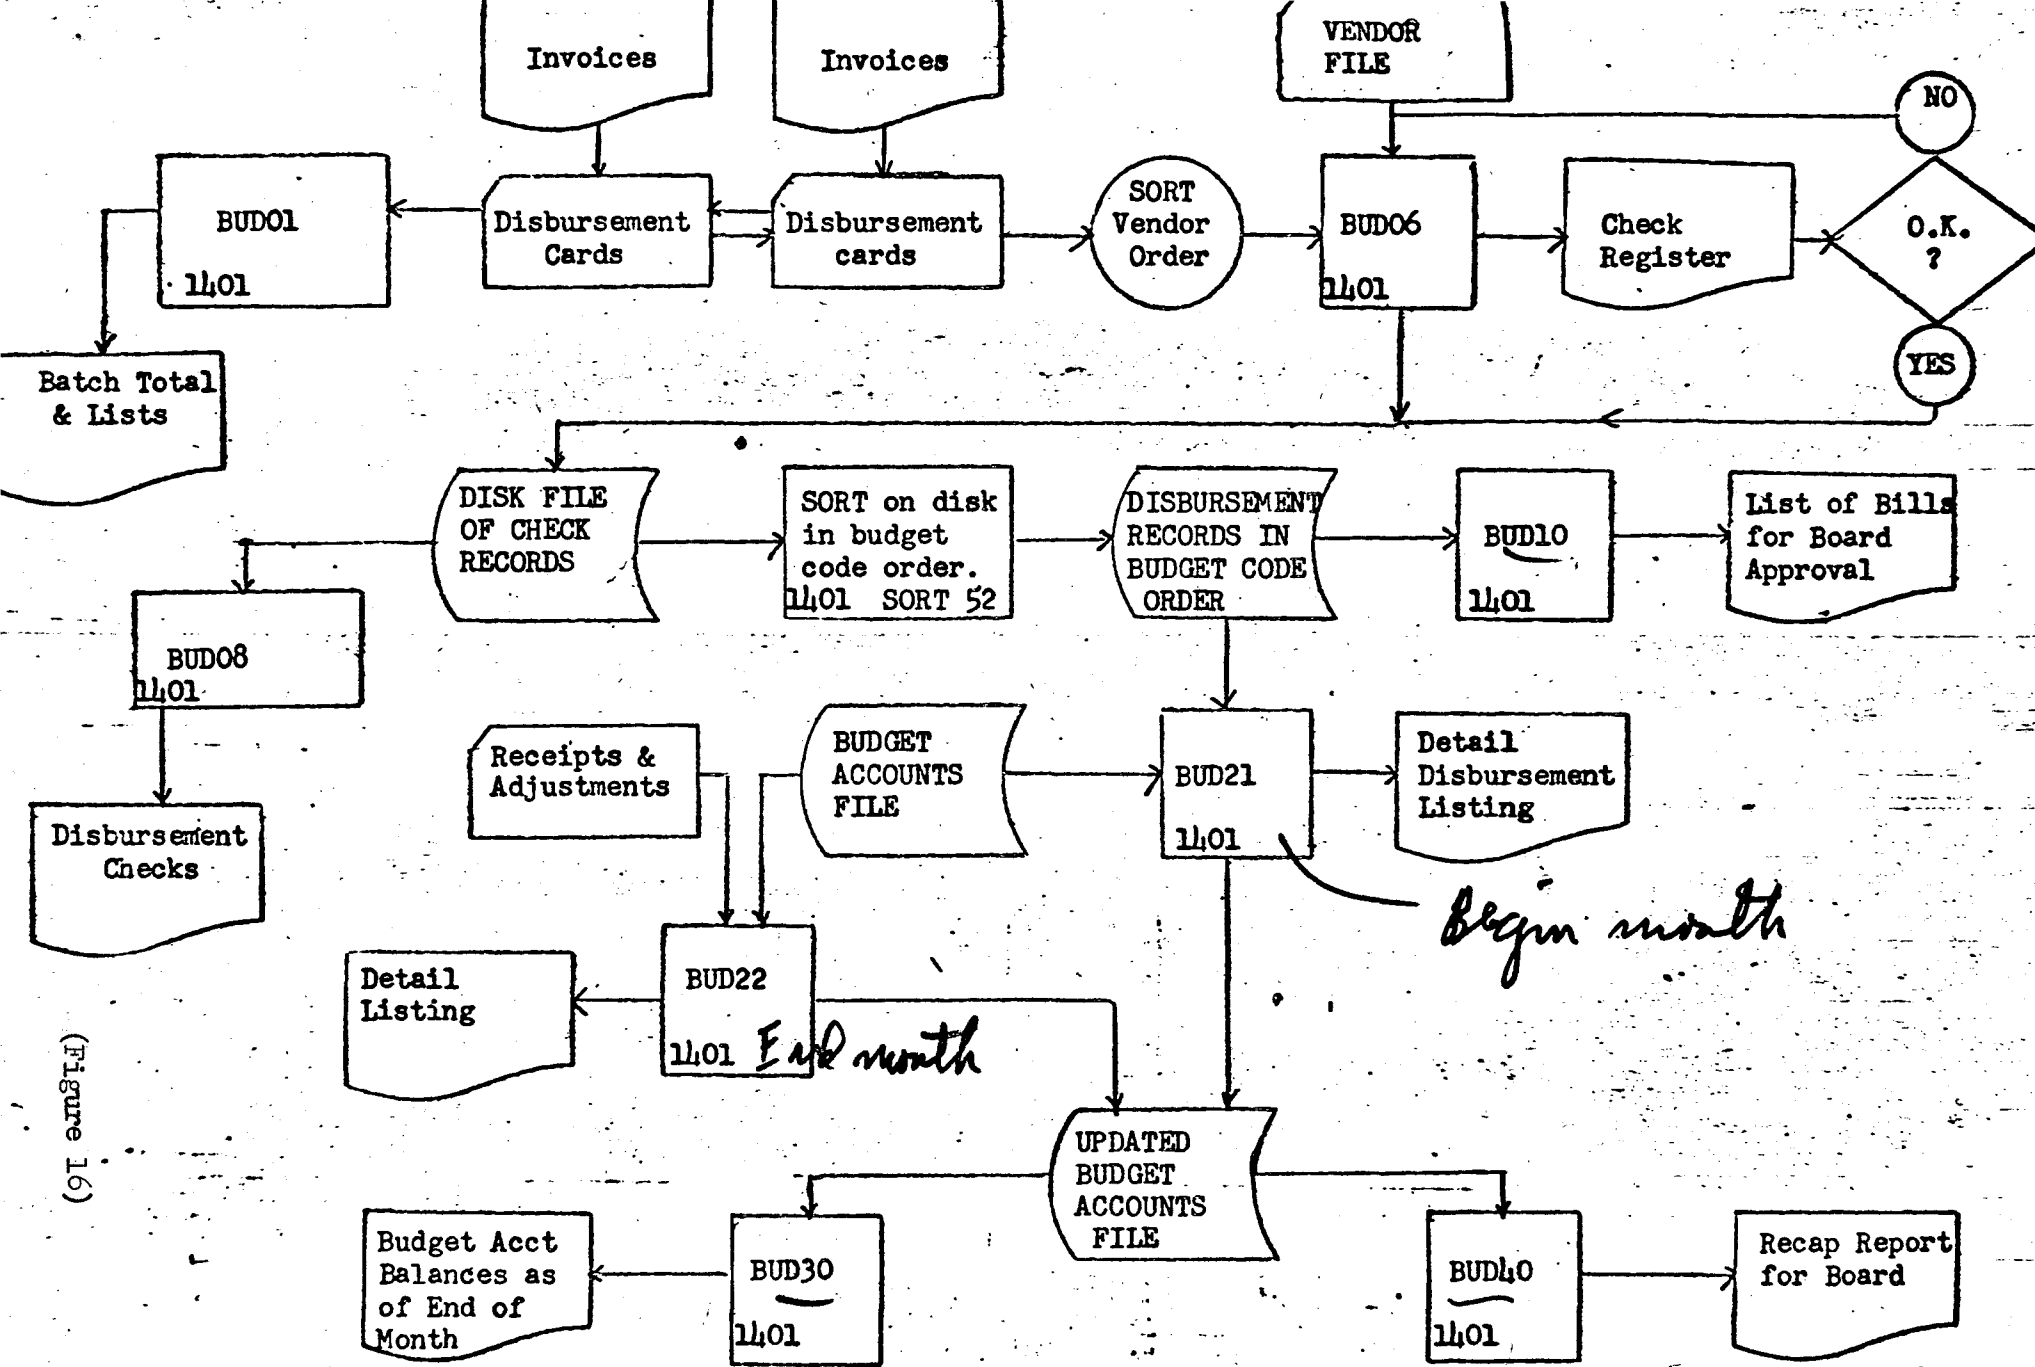 Invoices
Invoices
VENDOR
FILE
NO
BUD01
1401
Disbursement
Cards
Disbursement
cards
SORT
Vendor
Order
BUD06
1401
Check
Register
O.K.
?
YES
Batch Total
& Lists
DISK FILE
OF CHECK
RECORDS
SORT on disk
in budget
code order.
1401 SORT 52
DISBURSEMENT
RECORDS IN
BUDGET CODE
ORDER
BUD10
1401
List of Bills
for Board
Approval
BUD08
1401
Receipts &
Adjustments
BUDGET
ACCOUNTS
FILE
BUD21
1401
Detail
Disbursement
Listing
Disbursement
Checks
Begin month
Detail
Listing
BUD22
1401 End month
(Figure 16)
UPDATED
BUDGET
ACCOUNTS
FILE
Budget Acct
Balances as
of End of
Month
BUD30
1401
BUD40
1401
Recap Report
for Board